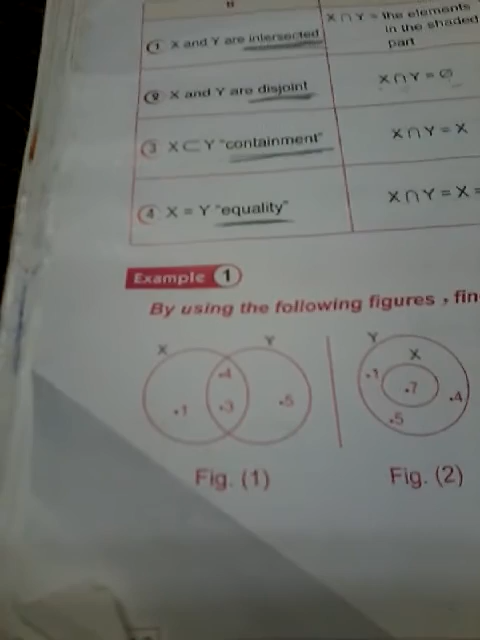 X ∩ Y = the elements
in the shaded
part
1 X and Y are intersected
2 X and Y are disjoint
X ∩ Y = ∅
3 X ⊂ Y "containment"
X ∩ Y = X
4 X = Y "equality"
X ∩ Y = X =
Example 1
By using the following figures , fin
X
Y
•4
•1
•3
•5
Fig. (1)
Y
X
•1
•7
•4
•5
Fig. (2)